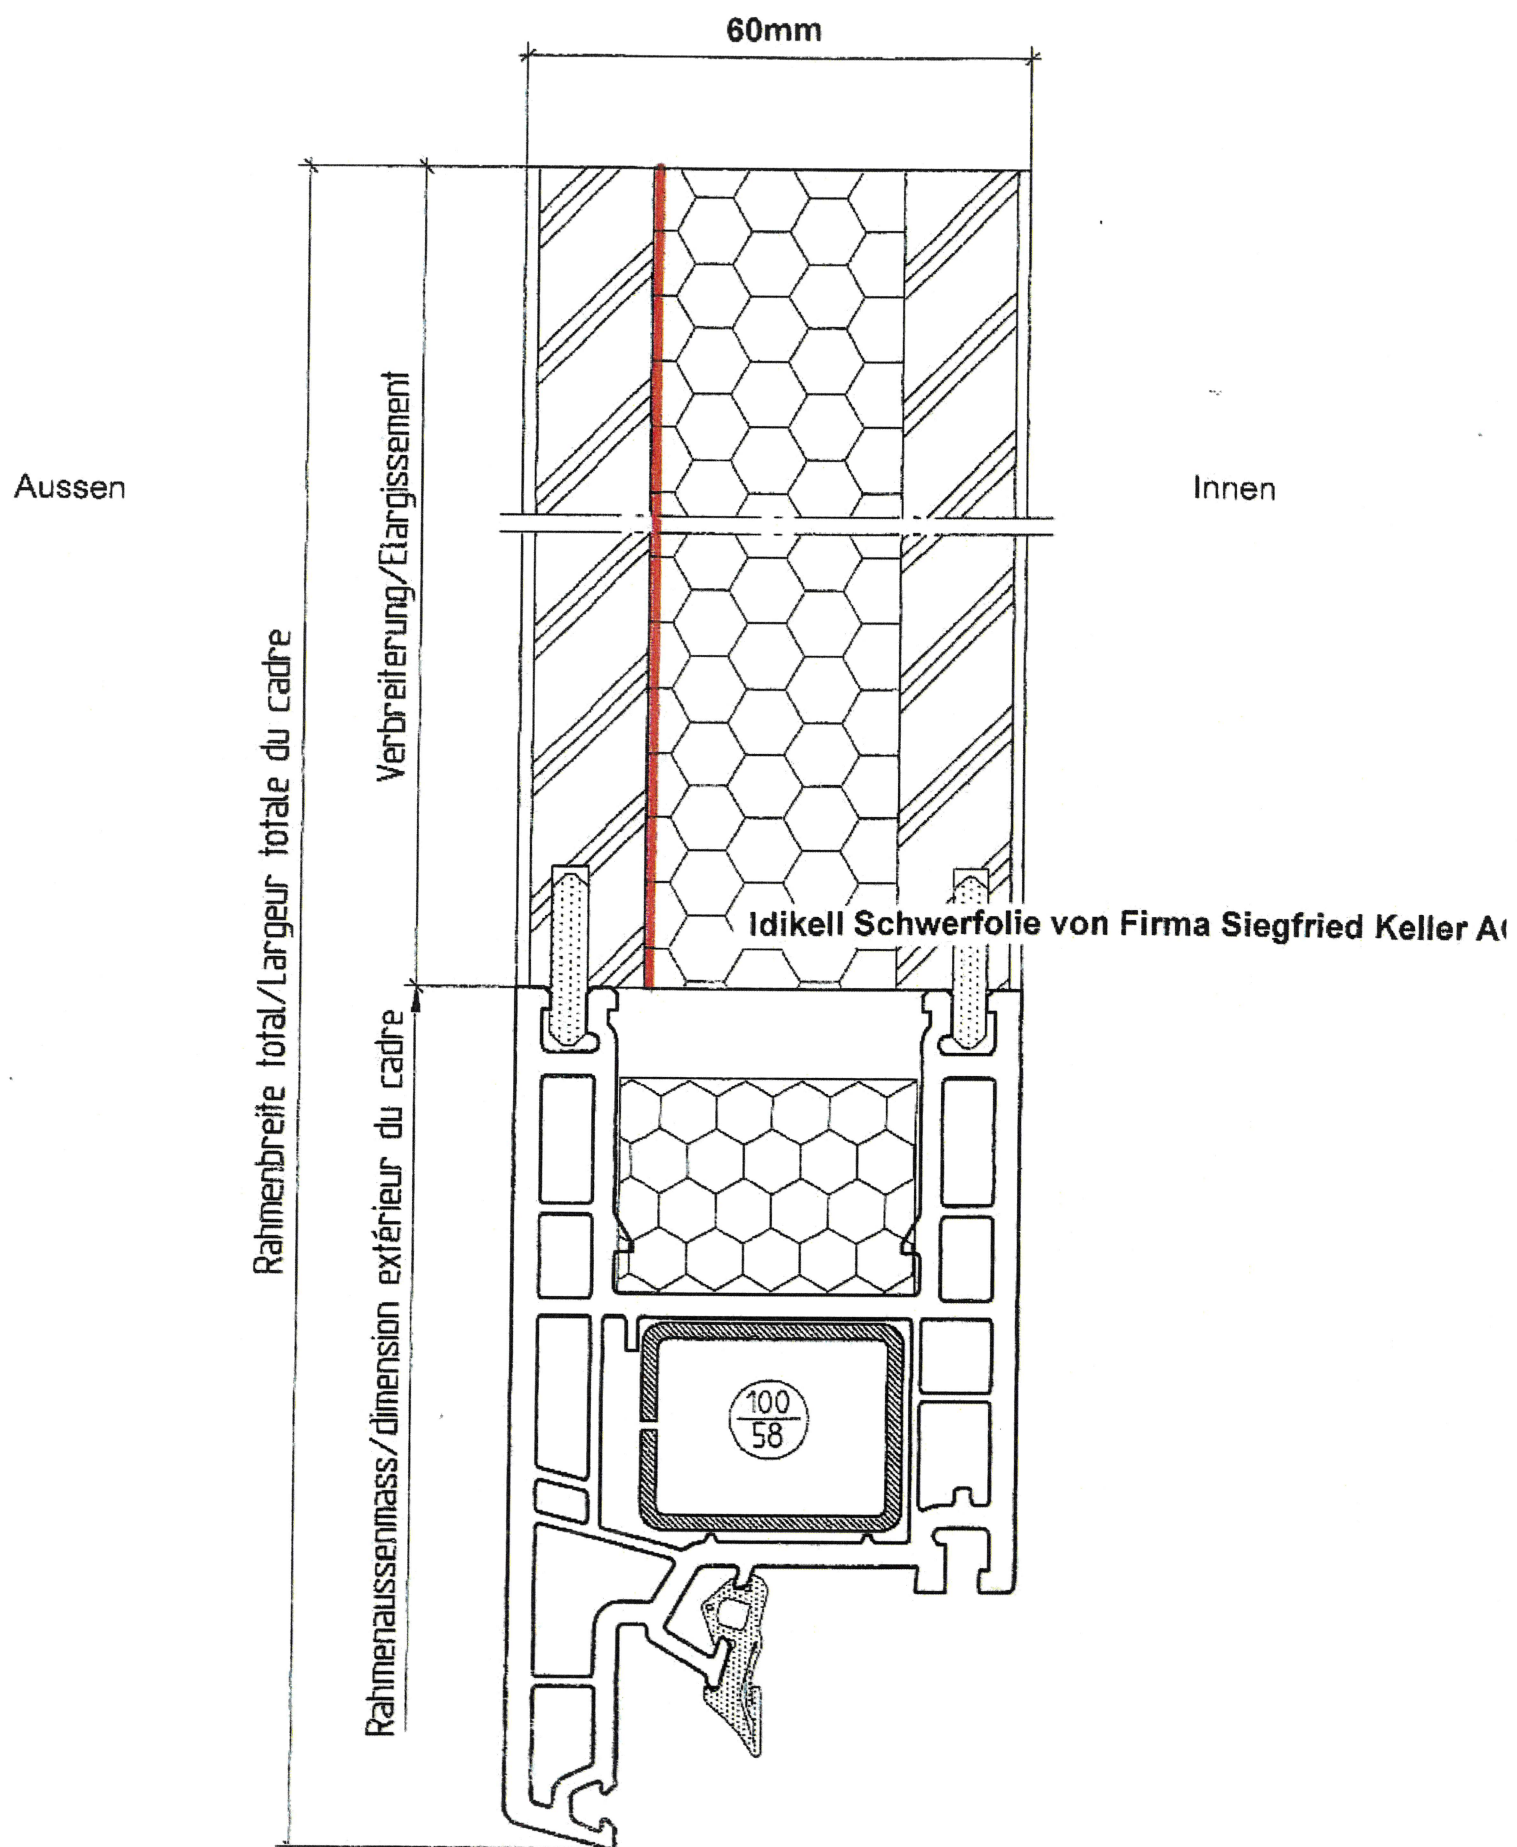 60mm
Aussen
Innen
Verbreiterung/Elargissement
Rahmenbreite total/Largeur totale du cadre
Idikell Schwerfolie von Firma Siegfried Keller
Rahmenaussenmass/dimension extérieur du cadre
100
58